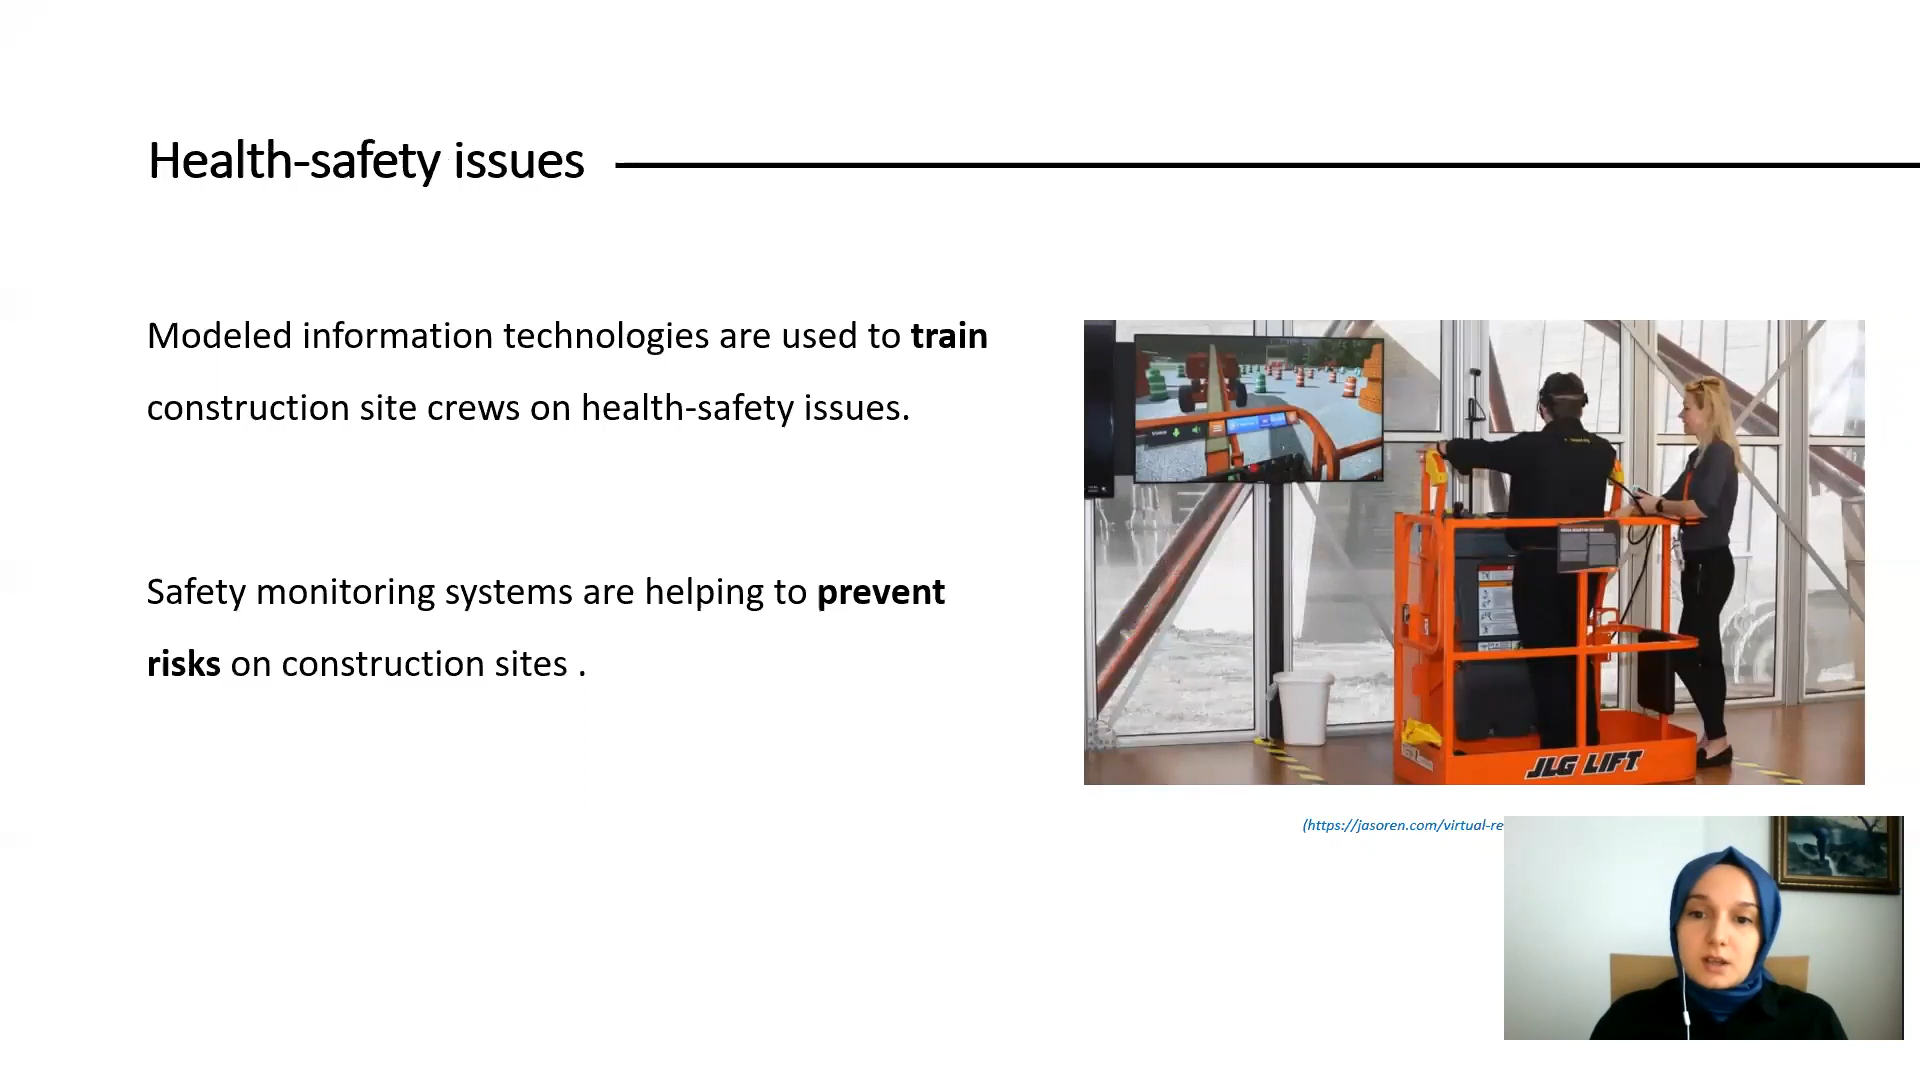 Health-safety issues
Modeled information technologies are used to train
construction site crews on health-safety issues.
Safety monitoring systems are helping to prevent
risks on construction sites .
JLG LIFT
(https://jasoren.com/virtual-re